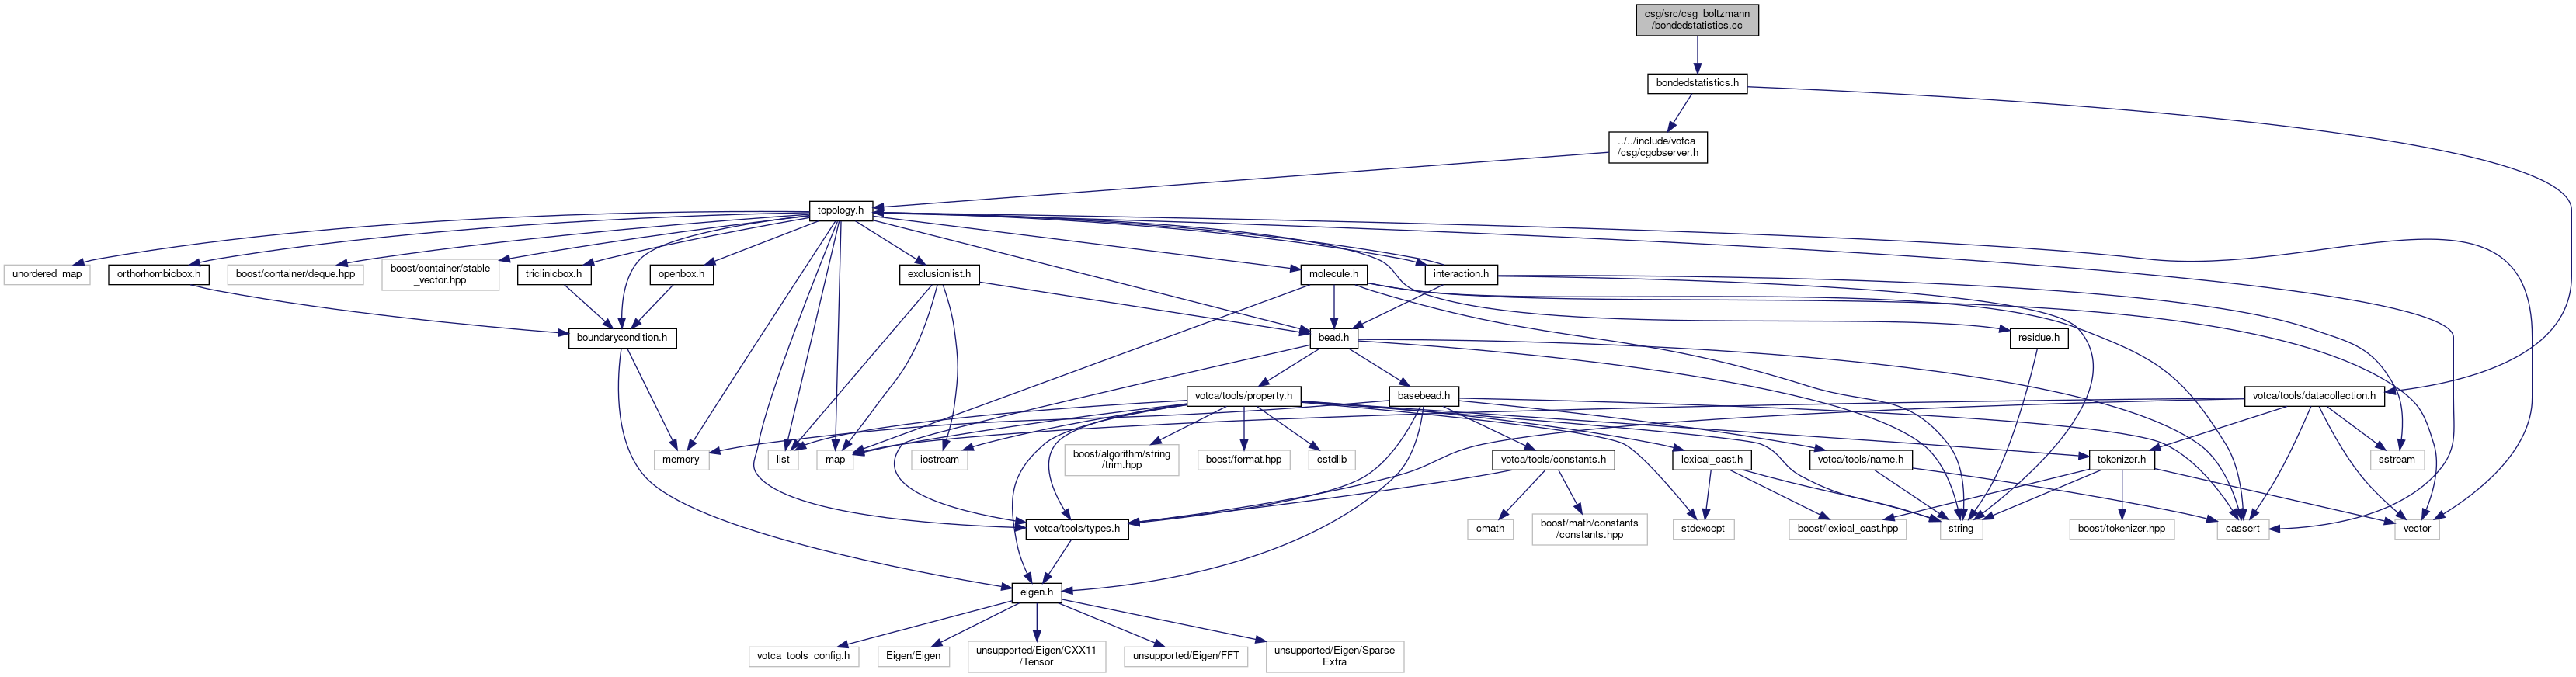 csg/src/csg_boltzmann
/bondedstatistics.cc
bondedstatistics.h
../../include/votca
/csg/cgobserver.h
topology.h
unordered_map
orthorhombicbox.h
boost/container/deque.hpp
boost/container/stable
_vector.hpp
triclinicbox.h
openbox.h
exclusionlist.h
molecule.h
interaction.h
boundarycondition.h
bead.h
residue.h
votca/tools/property.h
basebead.h
votca/tools/datacollection.h
memory
list
map
iostream
boost/algorithm/string
/trim.hpp
boost/format.hpp
cstdlib
votca/tools/constants.h
lexical_cast.h
votca/tools/name.h
tokenizer.h
sstream
votca/tools/types.h
cmath
boost/math/constants
/constants.hpp
stdexcept
boost/lexical_cast.hpp
string
boost/tokenizer.hpp
cassert
vector
eigen.h
votca_tools_config.h
Eigen/Eigen
unsupported/Eigen/CXX11
/Tensor
unsupported/Eigen/FFT
unsupported/Eigen/Sparse
Extra